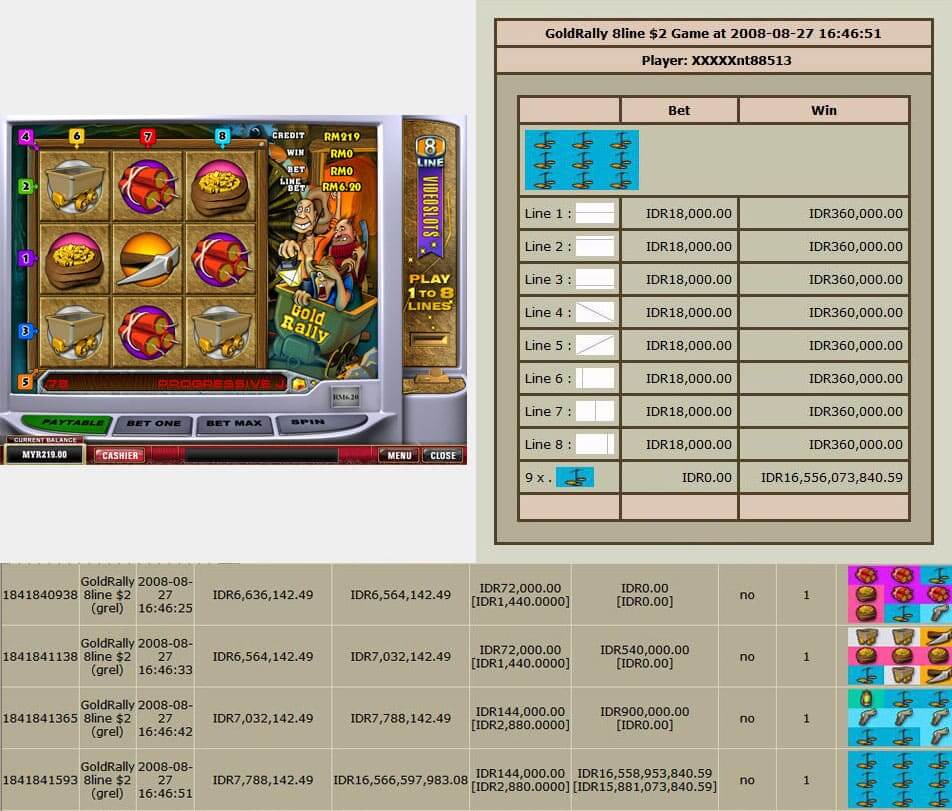 4
6
7
8
2
1
3
5
CREDIT RM219
WIN RM0
BET RM0
LINE BET RM6.20
8
LINE
VIDEOSLOTS
PLAY
1 TO 8
LINES
Gold
Rally
78 PROGRESSIVE J
RM6.20
PAYTABLE BET ONE BET MAX SPIN
CURRENT BALANCE
MYR219.00 CASHIER MENU CLOSE
GoldRally 8line $2 Game at 2008-08-27 16:46:51
Player: XXXXXnt88513
Bet Win
Line 1 : IDR18,000.00 IDR360,000.00
Line 2 : IDR18,000.00 IDR360,000.00
Line 3 : IDR18,000.00 IDR360,000.00
Line 4 : IDR18,000.00 IDR360,000.00
Line 5 : IDR18,000.00 IDR360,000.00
Line 6 : IDR18,000.00 IDR360,000.00
Line 7 : IDR18,000.00 IDR360,000.00
Line 8 : IDR18,000.00 IDR360,000.00
9 x . IDR0.00 IDR16,556,073,840.59
1841840938 GoldRally 8line $2 (grel) 2008-08-27 16:46:25 IDR6,636,142.49 IDR6,564,142.49 IDR72,000.00 [IDR1,440.0000] IDR0.00 [IDR0.00] no 1
1841841138 GoldRally 8line $2 (grel) 2008-08-27 16:46:33 IDR6,564,142.49 IDR7,032,142.49 IDR72,000.00 [IDR1,440.0000] IDR540,000.00 [IDR0.00] no 1
1841841365 GoldRally 8line $2 (grel) 2008-08-27 16:46:42 IDR7,032,142.49 IDR7,788,142.49 IDR144,000.00 [IDR2,880.0000] IDR900,000.00 [IDR0.00] no 1
1841841593 GoldRally 8line $2 (grel) 2008-08-27 16:46:51 IDR7,788,142.49 IDR16,566,597,983.08 IDR144,000.00 [IDR2,880.0000] IDR16,558,953,840.59 [IDR15,881,073,840.59] no 1